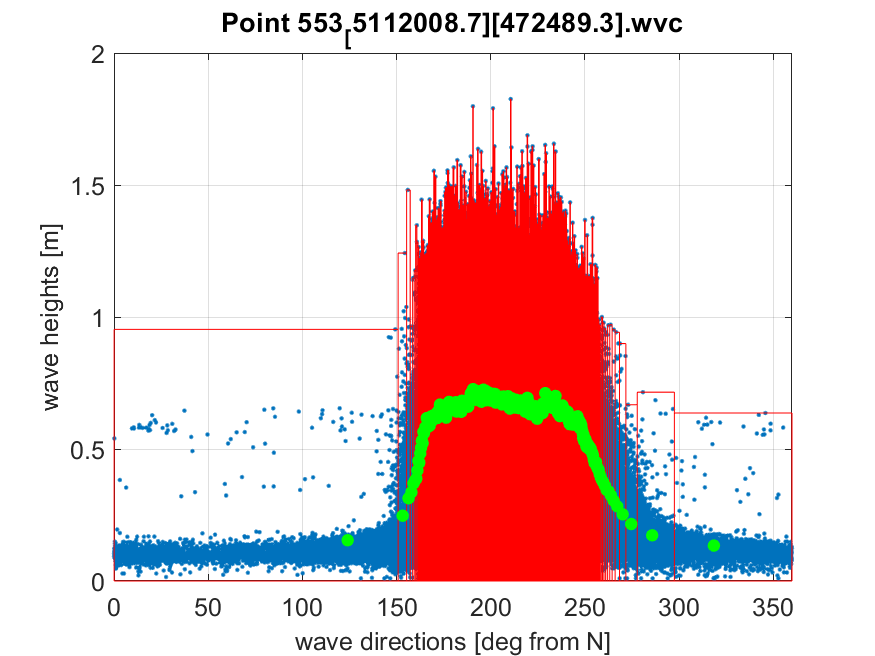 Point 553[5112008.7][472489.3].wvc
2
1.5
1
0.5
0
wave heights [m]
0 50 100 150 200 250 300 350
wave directions [deg from N]